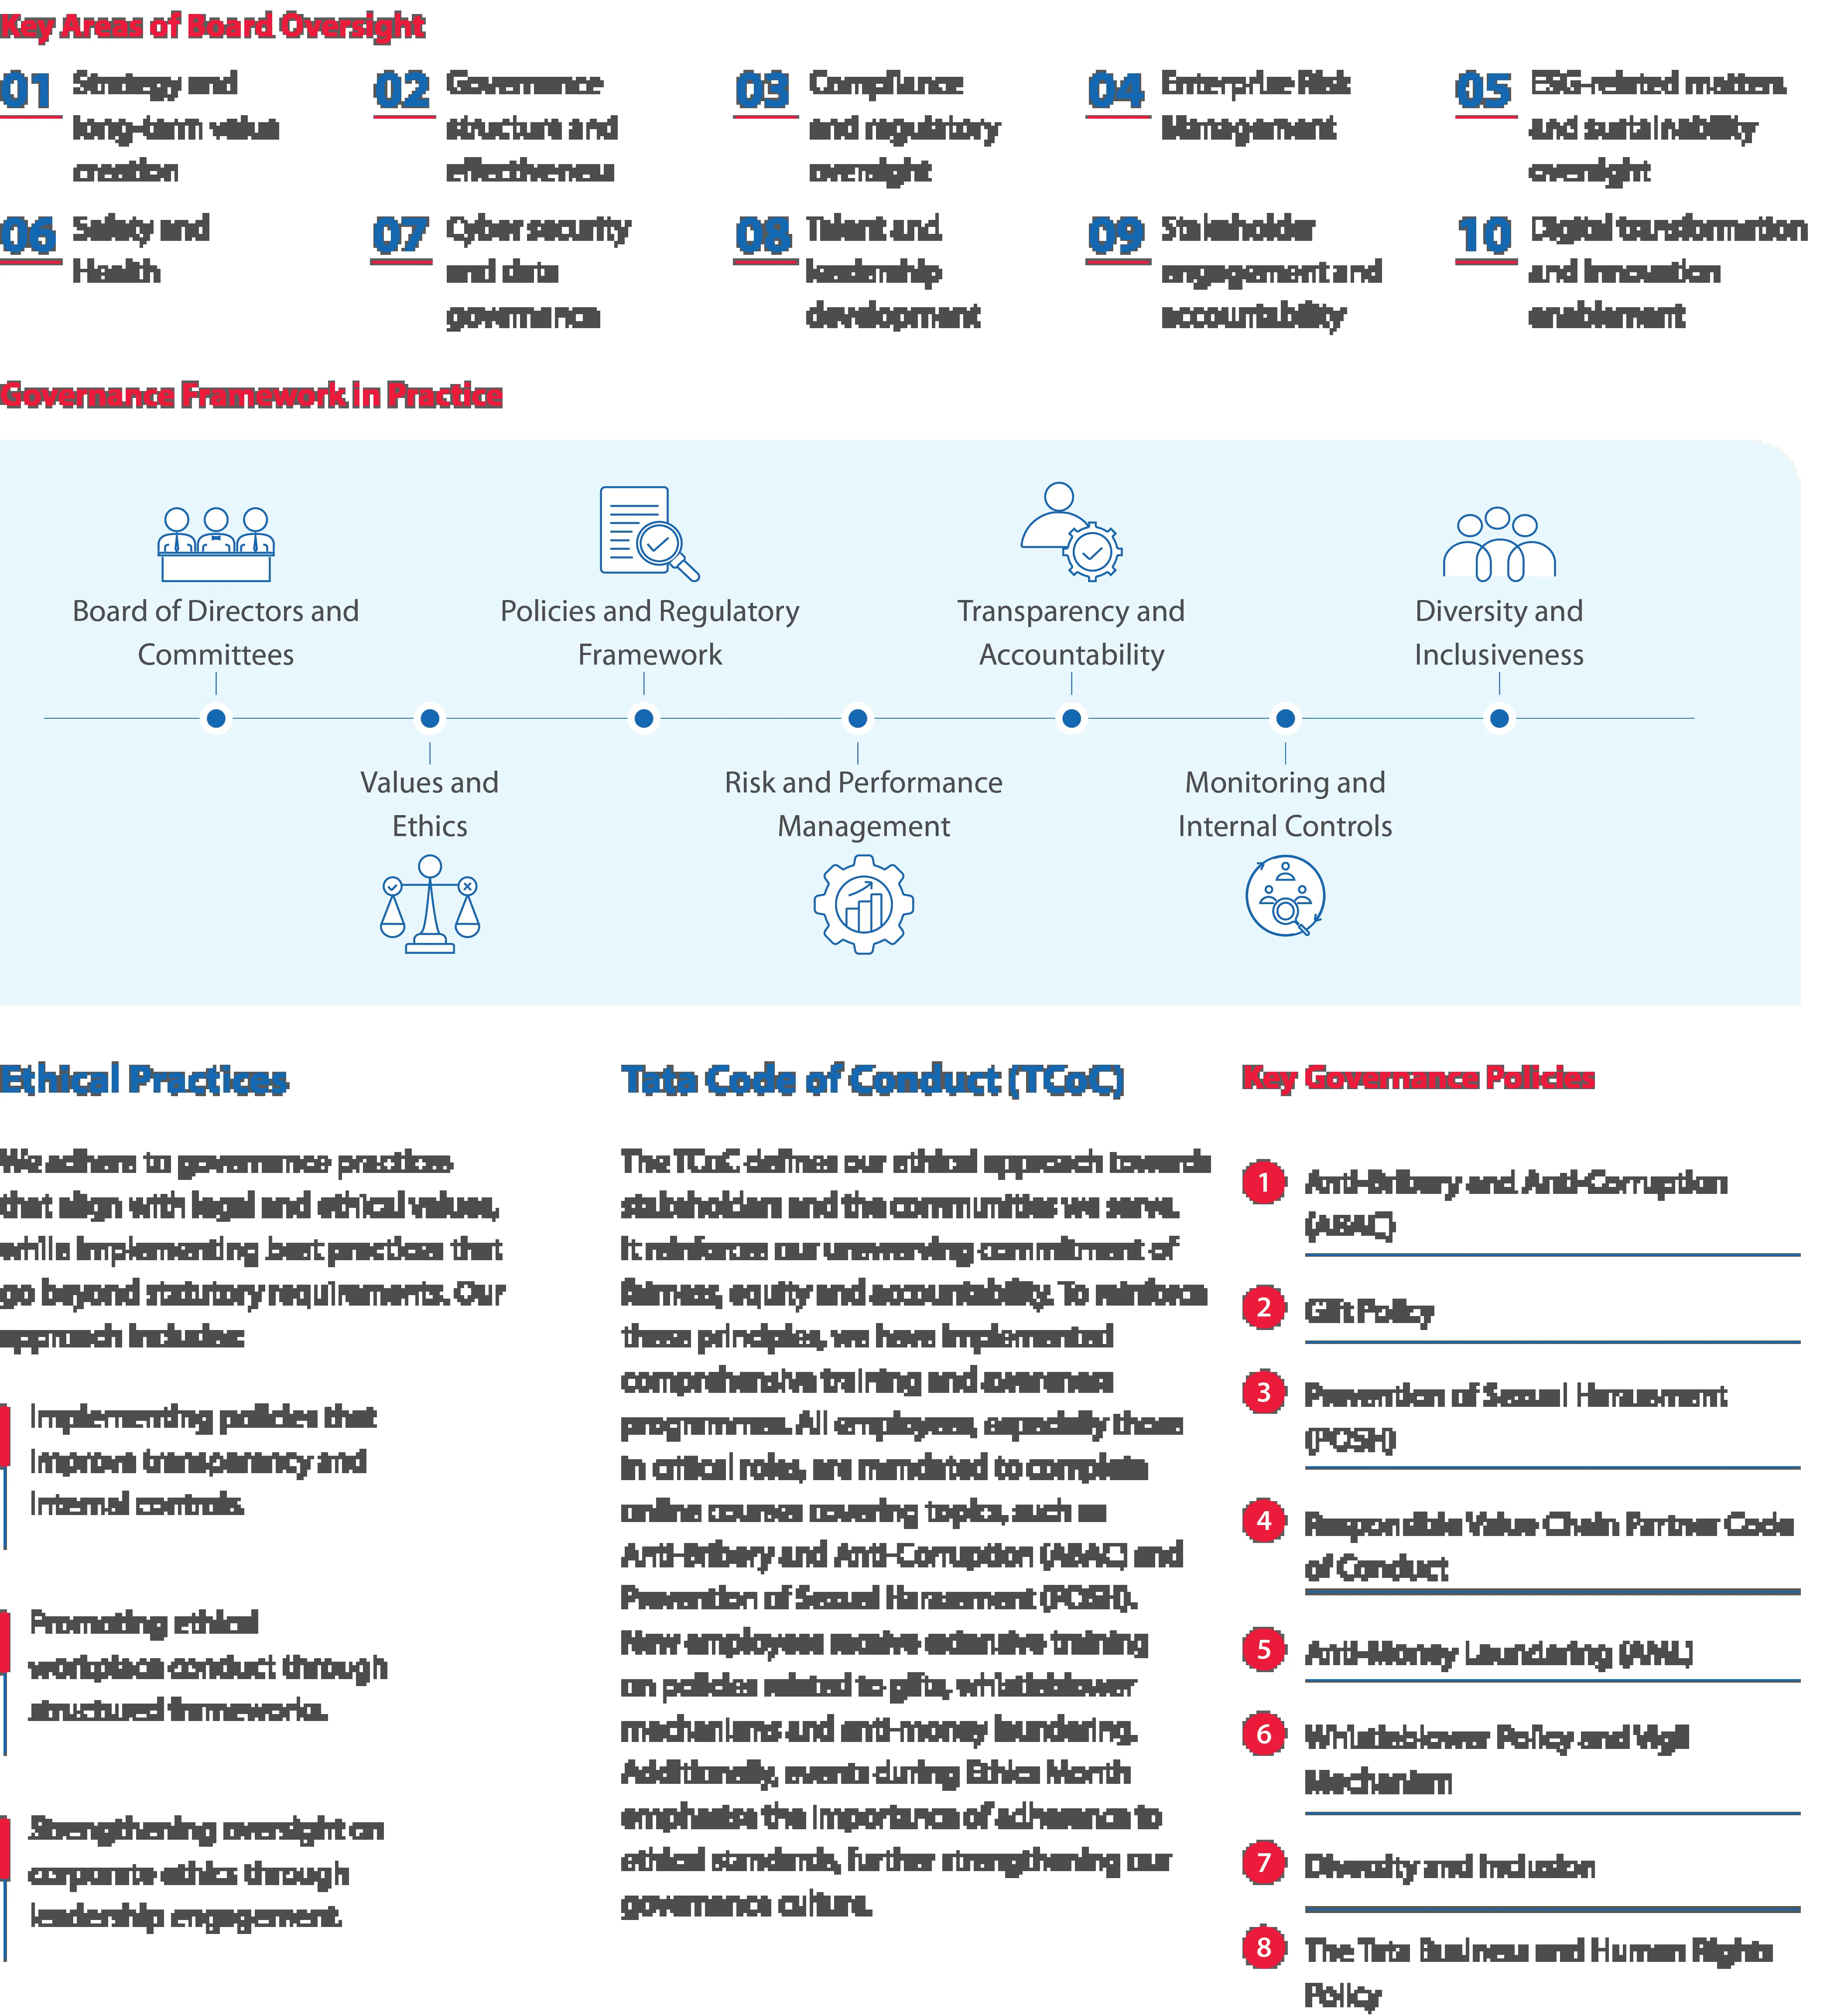 Key Areas of Board Oversight
01 Strategy and
long-term value
creation
02 Governance
structure and
effectiveness
03 Compliance
and regulatory
oversight
04 Enterprise Risk
Management
05 ESG-related matters
and sustainability
oversight
06 Safety and
Health
07 Cyber security
and data
governance
08 Talent and
leadership
development
09 Stakeholder
engagement and
accountability
10 Digital transformation
and innovation
enablement
Governance Framework in Practice
Board of Directors and
Committees
Values and
Ethics
Policies and Regulatory
Framework
Risk and Performance
Management
Transparency and
Accountability
Monitoring and
Internal Controls
Diversity and
Inclusiveness
Ethical Practices
We adhere to governance practices
that align with legal and ethical values,
while implementing best practices that
go beyond statutory requirements. Our
approach includes:
Implementing policies that
improve transparency and
internal controls.
Promoting ethical
workplace conduct through
structured frameworks.
Strengthening oversight on
corporate ethics through
leadership engagement.
Tata Code of Conduct (TCoC)
The TCoC defines our ethical approach towards
stakeholders and the communities we serve.
It reinforces our unswerving commitment of
fairness, equity and accountability. To reinforce
these principles, we have implemented
comprehensive training and awareness
programmes. All employees, especially those
in critical roles, are mandated to complete
online courses covering topics, such as
Anti-Bribery and Anti-Corruption (ABAC) and
Prevention of Sexual Harassment (POSH).
New employees receive extensive training
on policies related to gifts, whistleblower
mechanisms and anti-money laundering.
Additionally, events during Ethics Month
emphasise the importance of adherence to
ethical standards, further strengthening our
governance culture.
Key Governance Policies
1 Anti-Bribery and Anti-Corruption
(ABAC)
2 Gift Policy
3 Prevention of Sexual Harassment
(POSH)
4 Responsible Value Chain Partner Code
of Conduct
5 Anti-Money Laundering (AML)
6 Whistleblower Policy and Vigil
Mechanism
7 Diversity and Inclusion
8 The Tata Business and Human Rights
Policy